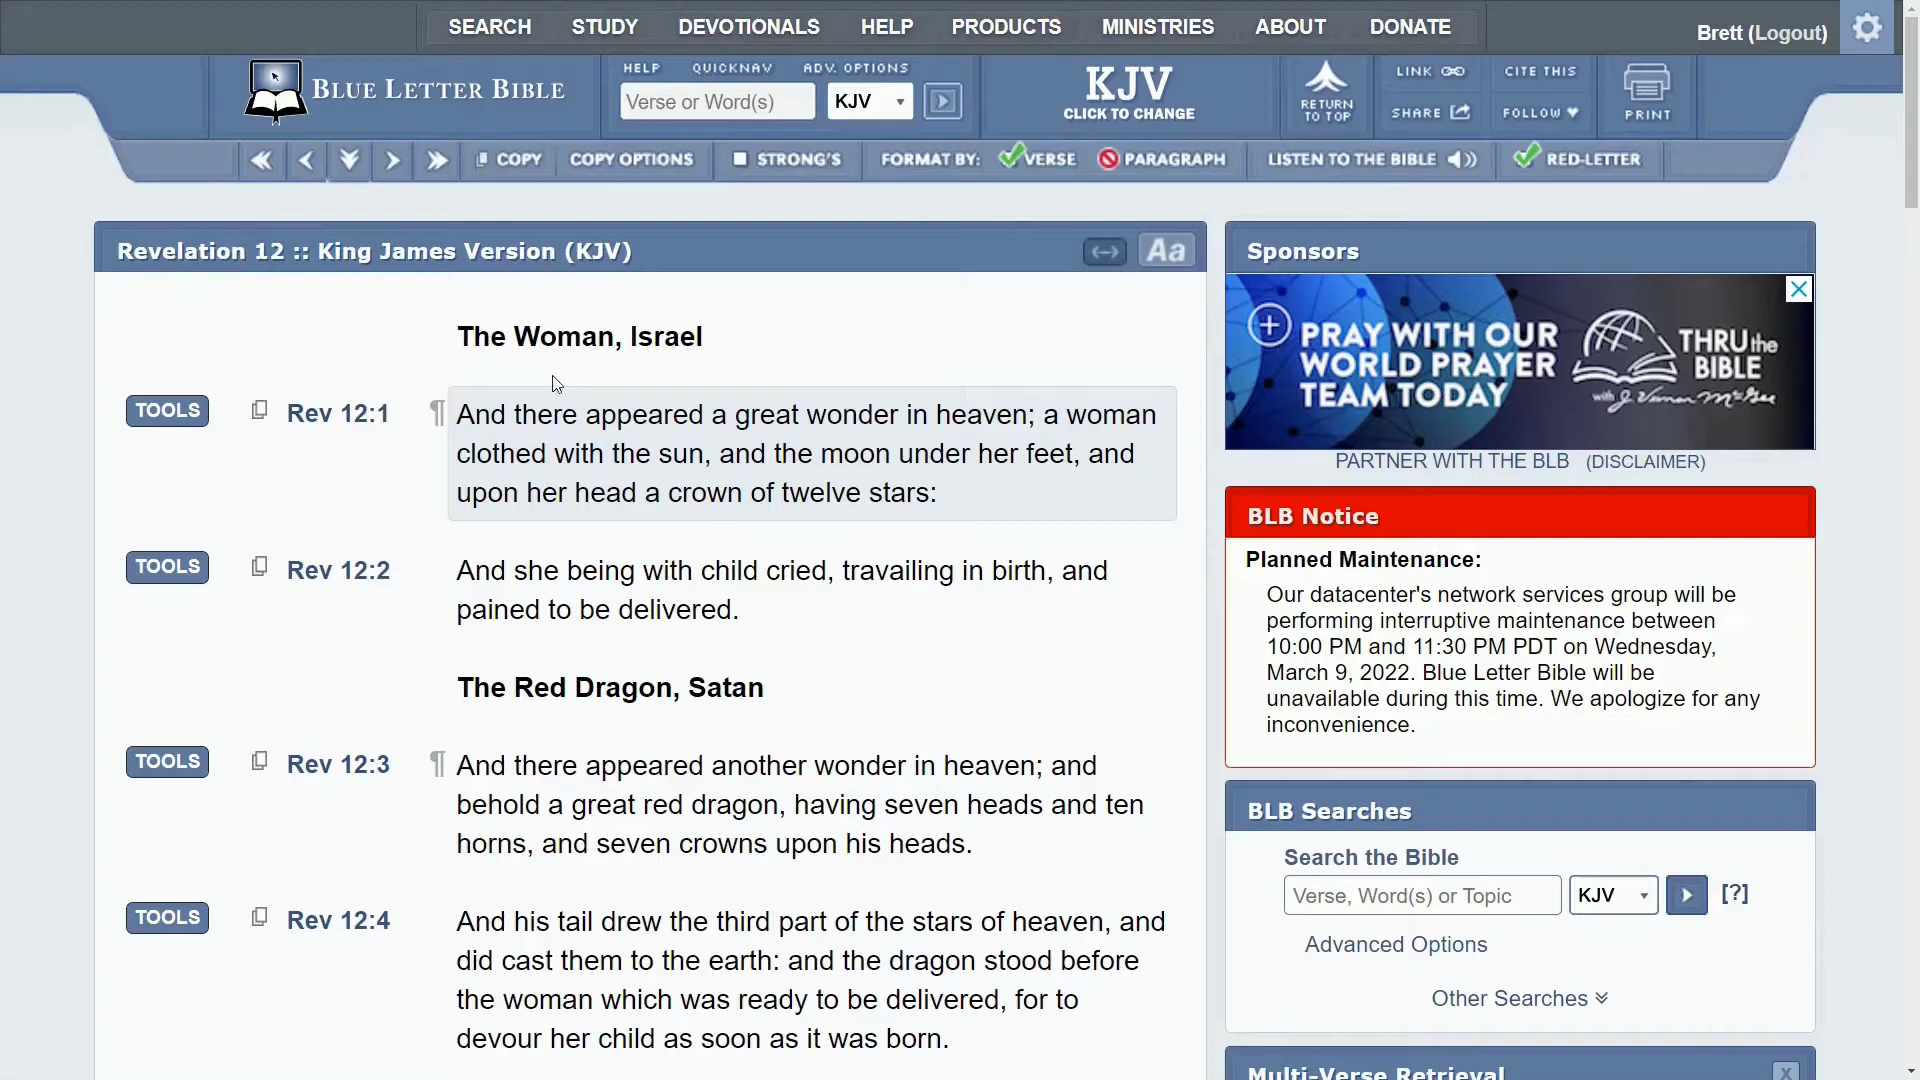 SEARCH STUDY DEVOTIONALS HELP PRODUCTS MINISTRIES ABOUT DONATE
Brett (Logout)
BLUE LETTER BIBLE
HELP QUICKNAV ADV. OPTIONS
Verse or Word(s) KJV
KJV
CLICK TO CHANGE
RETURN
TO TOP
LINK
SHARE
CITE THIS
FOLLOW
PRINT
COPY COPY OPTIONS STRONG'S FORMAT BY: VERSE PARAGRAPH LISTEN TO THE BIBLE RED-LETTER
Revelation 12 :: King James Version (KJV)
Aa
The Woman, Israel
TOOLS Rev 12:1 ¶ And there appeared a great wonder in heaven; a woman
clothed with the sun, and the moon under her feet, and
upon her head a crown of twelve stars:
TOOLS Rev 12:2 And she being with child cried, travailing in birth, and
pained to be delivered.
The Red Dragon, Satan
TOOLS Rev 12:3 ¶ And there appeared another wonder in heaven; and
behold a great red dragon, having seven heads and ten
horns, and seven crowns upon his heads.
TOOLS Rev 12:4 And his tail drew the third part of the stars of heaven, and
did cast them to the earth: and the dragon stood before
the woman which was ready to be delivered, for to
devour her child as soon as it was born.
Sponsors
PRAY WITH OUR
WORLD PRAYER
TEAM TODAY
THRU the
BIBLE
with J. Vernon McGee
PARTNER WITH THE BLB (DISCLAIMER)
BLB Notice
Planned Maintenance:
Our datacenter's network services group will be
performing interruptive maintenance between
10:00 PM and 11:30 PM PDT on Wednesday,
March 9, 2022. Blue Letter Bible will be
unavailable during this time. We apologize for any
inconvenience.
BLB Searches
Search the Bible
Verse, Word(s) or Topic KJV [?]
Advanced Options
Other Searches
Multi-Verse Retrieval X